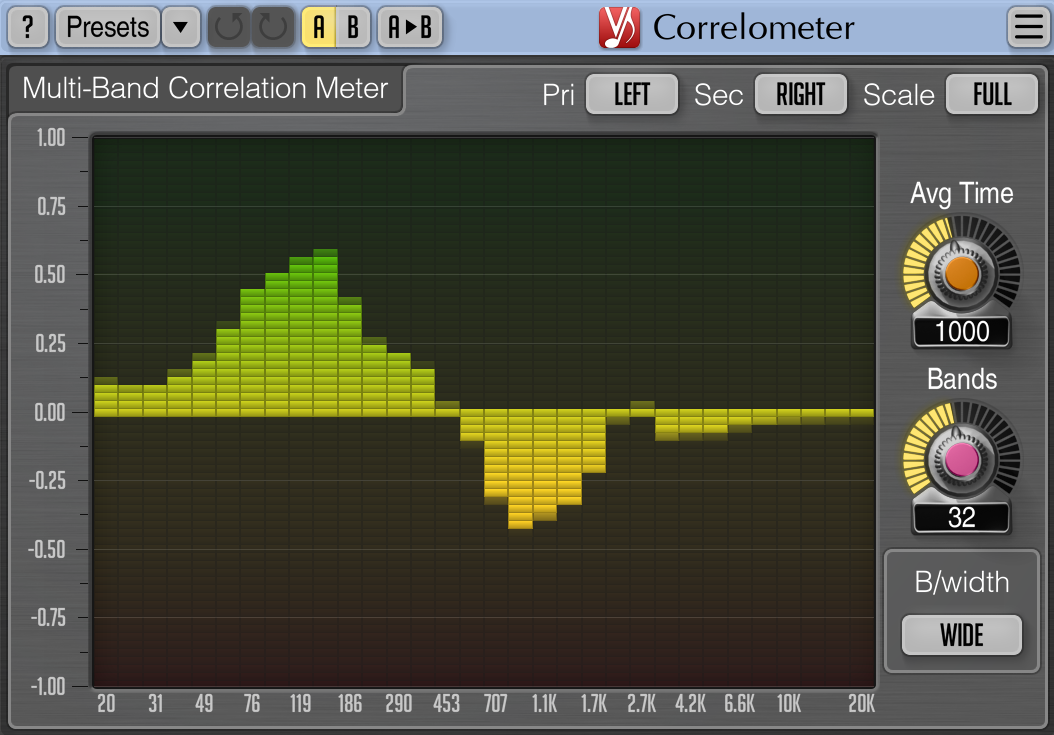 ? Presets A B A►B Correlometer
Multi-Band Correlation Meter Pri LEFT Sec RIGHT Scale FULL
1.00
0.75
0.50
0.25
0.00
-0.25
-0.50
-0.75
-1.00
20 31 49 76 119 186 290 453 707 1.1K 1.7K 2.7K 4.2K 6.6K 10K 20K
Avg Time
1000
Bands
32
B/width
WIDE